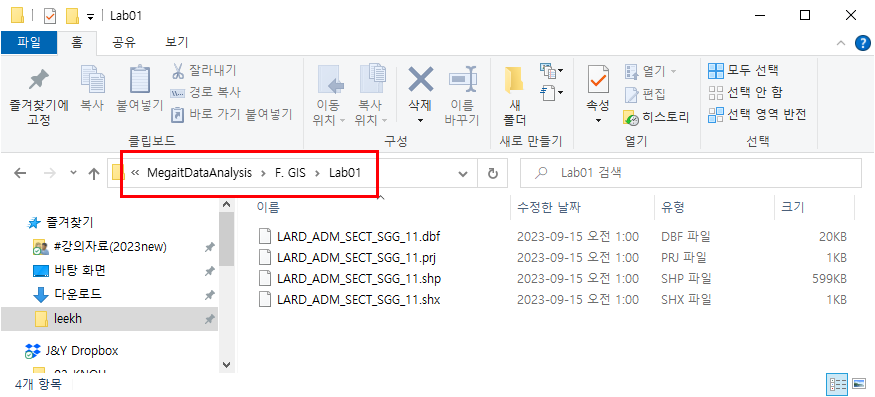 Lab01
파일 홈 공유 보기
즐겨찾기에 고정
복사
붙여넣기
잘라내기
경로 복사
바로 가기 붙여넣기
클립보드
이동 위치
복사 위치
삭제
이름 바꾸기
구성
새 폴더
새로 만들기
속성
열기
편집
히스토리
열기
모두 선택
선택 안 함
선택 영역 반전
선택
« MegaitDataAnalysis > F. GIS > Lab01
Lab01 검색
즐겨찾기
#강의자료(2023new)
바탕 화면
다운로드
leekh
J&Y Dropbox
이름 수정한 날짜 유형 크기
LARD_ADM_SECT_SGG_11.dbf 2023-09-15 오전 1:00 DBF 파일 20KB
LARD_ADM_SECT_SGG_11.prj 2023-09-15 오전 1:00 PRJ 파일 1KB
LARD_ADM_SECT_SGG_11.shp 2023-09-15 오전 1:00 SHP 파일 599KB
LARD_ADM_SECT_SGG_11.shx 2023-09-15 오전 1:00 SHX 파일 1KB
4개 항목